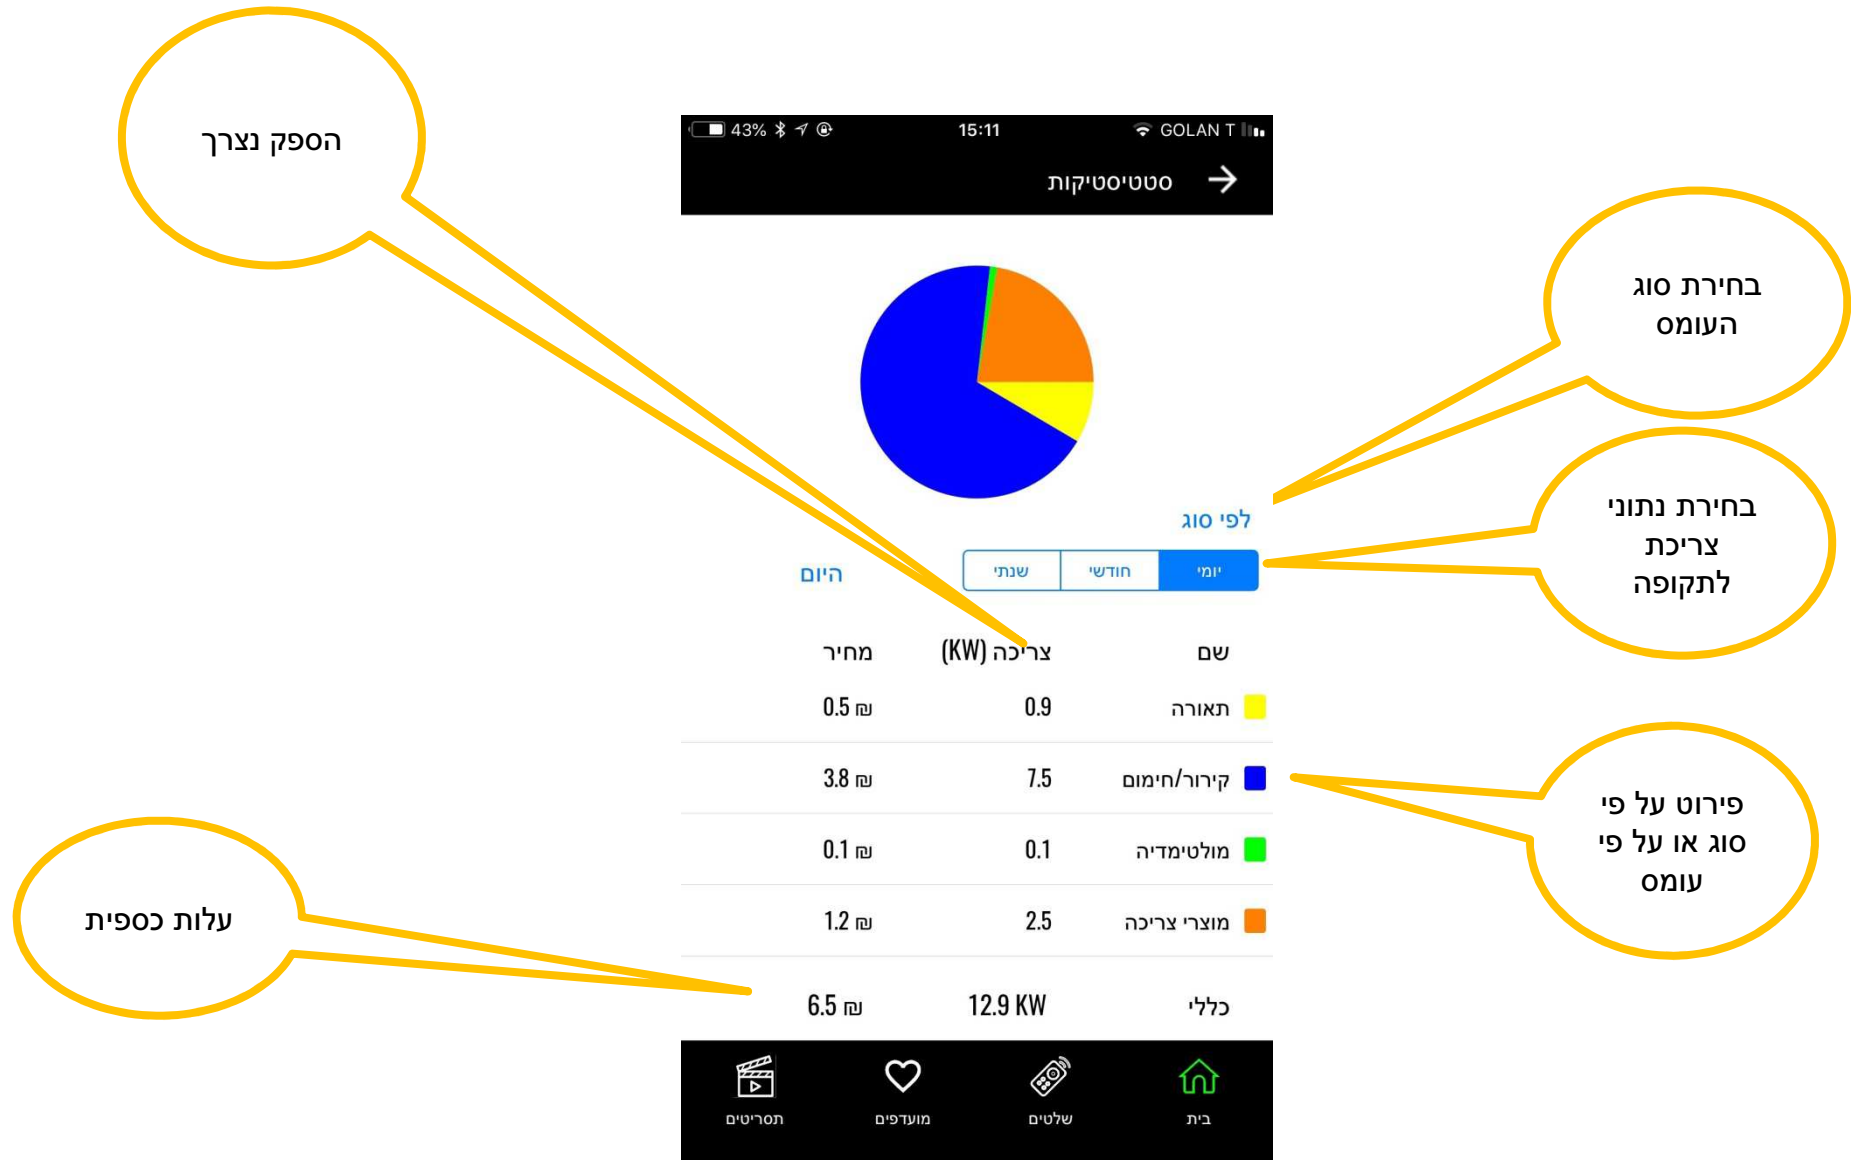 הספק נצרך
43%
15:11
GOLAN T
סטטיסטיקות
בחירת סוג
העומס
לפי סוג
בחירת נתוני
צריכת
לתקופה
יומי
חודשי
שנתי
היום
שם צריכה (KW) מחיר
תאורה 0.9 0.5 ₪
קירור/חימום 7.5 3.8 ₪
מולטימדיה 0.1 0.1 ₪
מוצרי צריכה 2.5 1.2 ₪
כללי 12.9 KW 6.5 ₪
פירוט על פי
סוג או על פי
עומס
עלות כספית
בית
שלטים
מועדפים
תסריטים